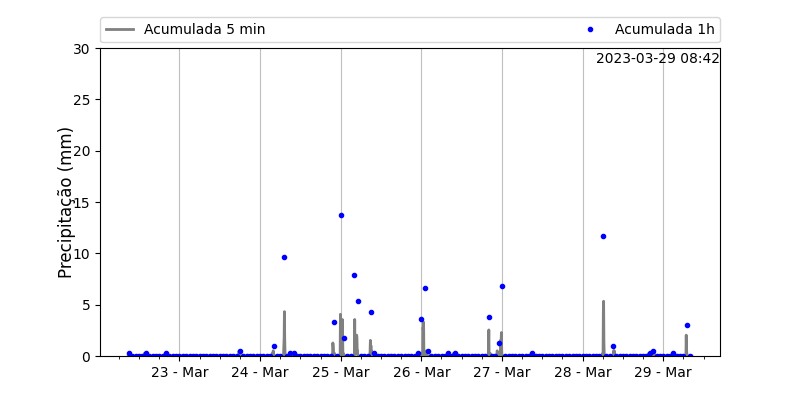 Acumulada 5 min
Acumulada 1h
2023-03-29 08:42
Precipitação (mm)
30
25
20
15
10
5
0
23 - Mar
24 - Mar
25 - Mar
26 - Mar
27 - Mar
28 - Mar
29 - Mar